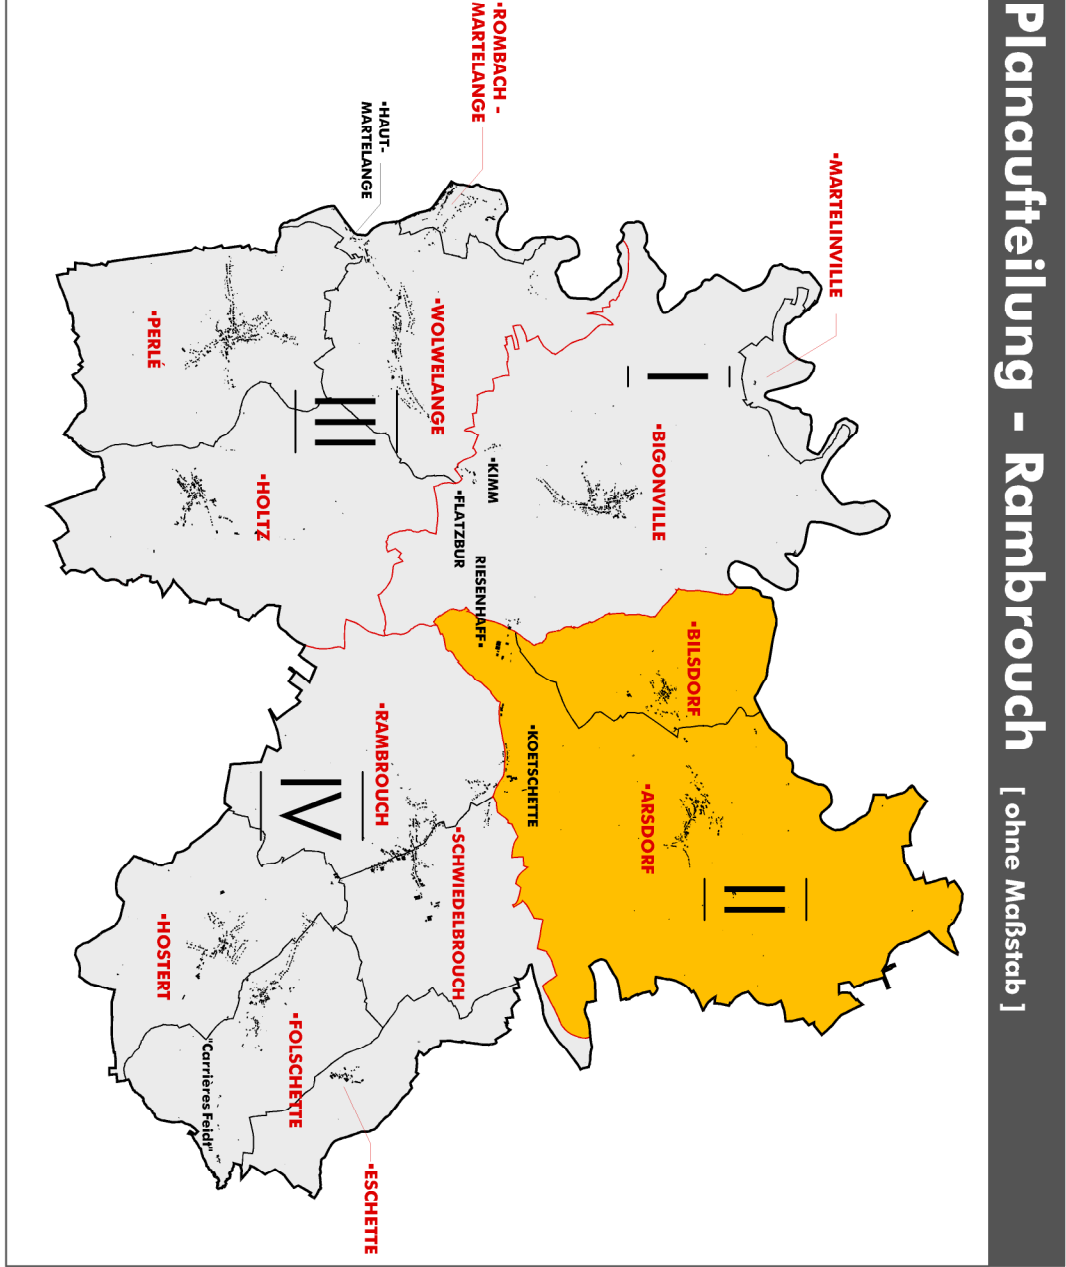 Planaufteilung - Rambrouch [ ohne Maßstab ]
▪MARTELINVILLE
▪ROMBACH -
MARTELANGE
▪HAUT-
MARTELANGE
I
▪BIGONVILLE
▪WOLWELANGE
▪PERLÉ
III
▪KIMM
▪FLATZBUR
▪HOLTZ
RIESENHAFF▪
▪BILSDORF
▪KOETSCHETTE
▪ARSDORF
II
▪RAMBROUCH
IV
▪SCHWIEDELBROUCH
▪HOSTERT
▪FOLSCHETTE
"Carrières Feidt"
▪ESCHETTE